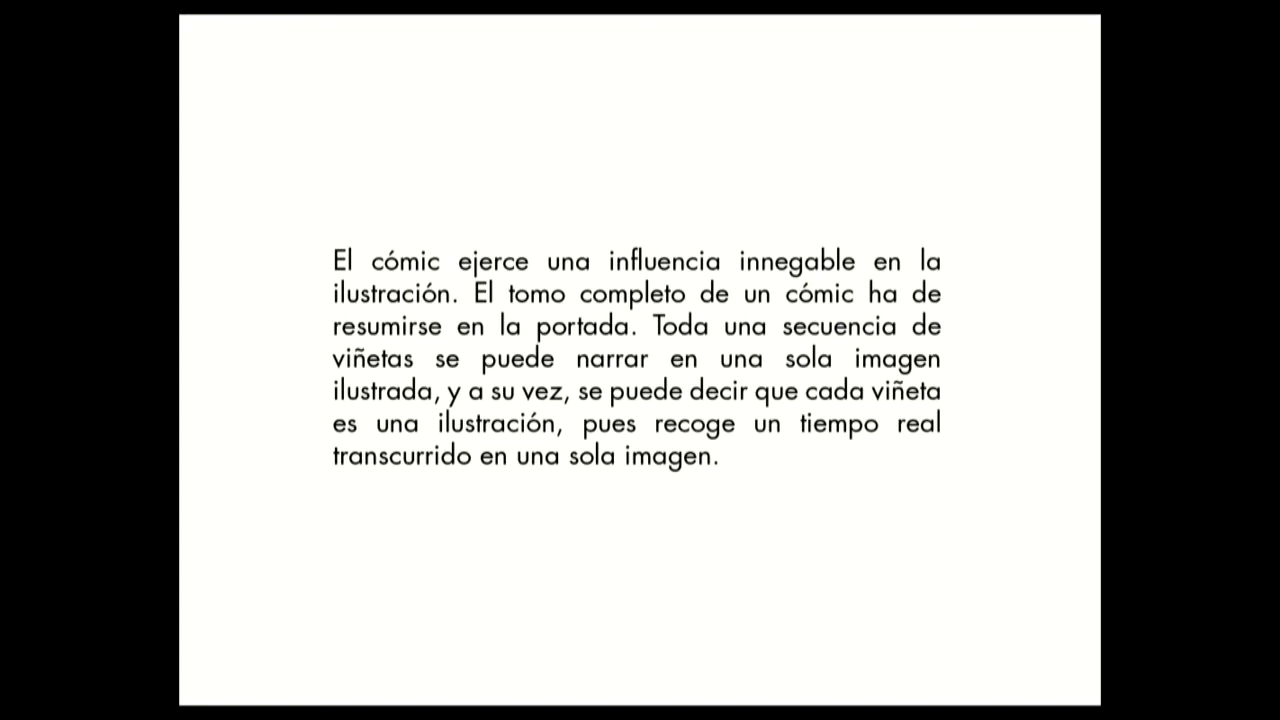 El cómic ejerce una influencia innegable en la
ilustración. El tomo completo de un cómic ha de
resumirse en la portada. Toda una secuencia de
viñetas se puede narrar en una sola imagen
ilustrada, y a su vez, se puede decir que cada viñeta
es una ilustración, pues recoge un tiempo real
transcurrido en una sola imagen.